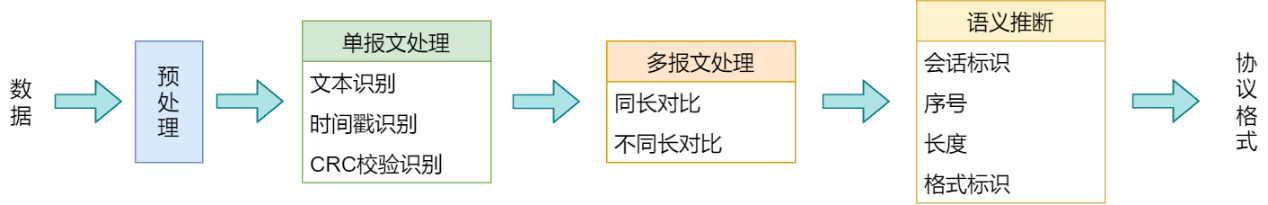 数据
预处理
单报文处理
文本识别
时间戳识别
CRC校验识别
多报文处理
同长对比
不同长对比
语义推断
会话标识
序号
长度
格式标识
协议格式